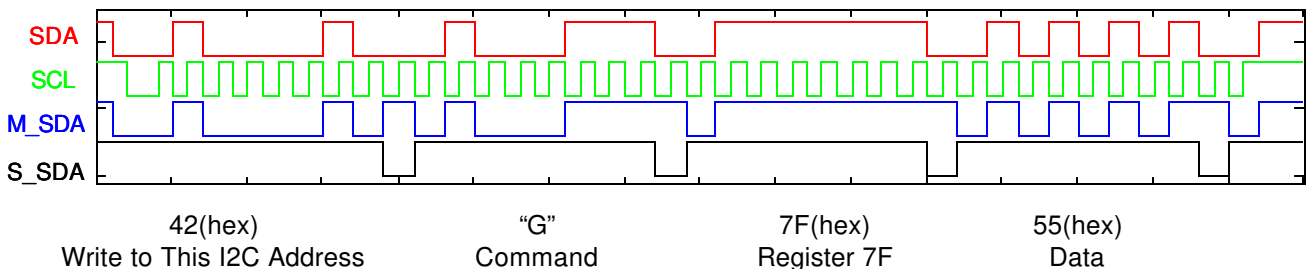 SDA
SCL
M_SDA
S_SDA
42(hex) “G” 7F(hex) 55(hex)
Write to This I2C Address Command Register 7F Data